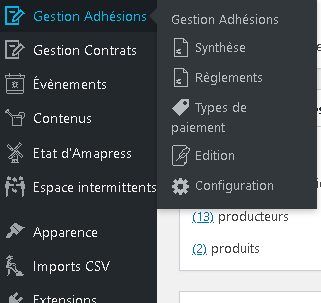 Gestion Adhésions
Gestion Contrats
Évènements
Contenus
Etat d'Amapress
Espace intermittents
Apparence
Imports CSV
Extensions
Gestion Adhésions
Synthèse
Règlements
Types de
paiement
Edition
Configuration
(13) producteurs
(2) produits